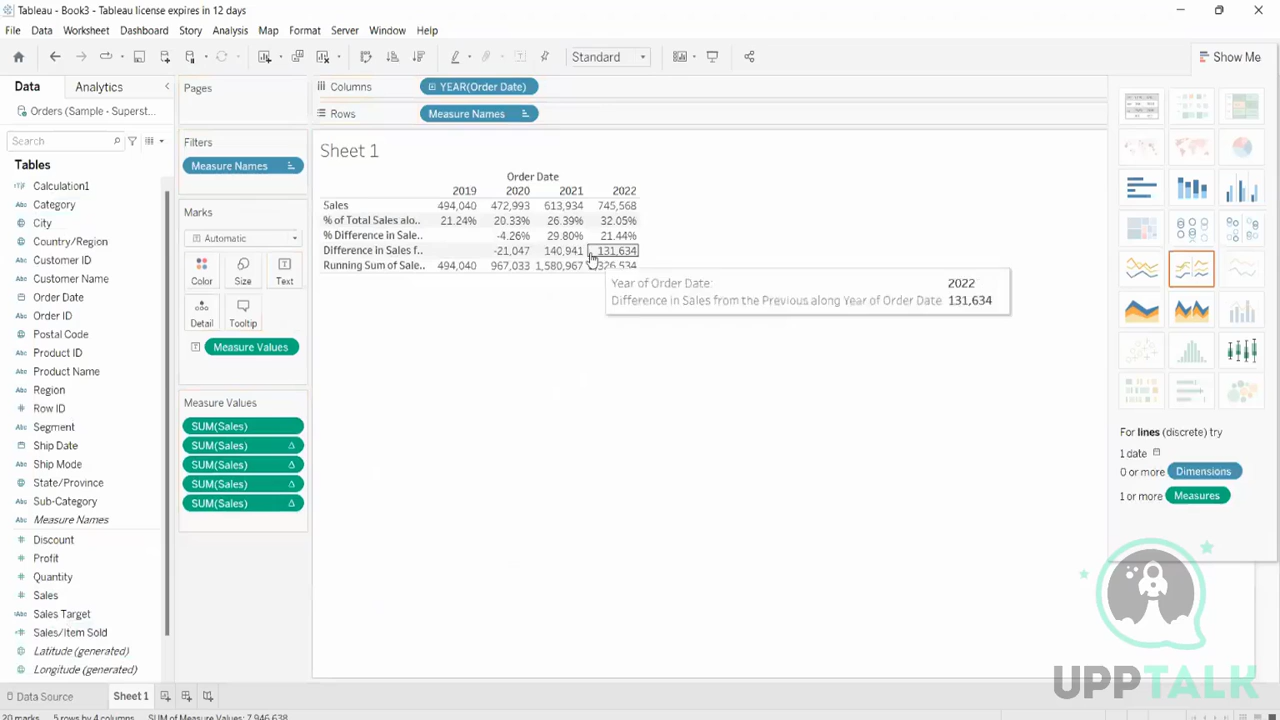 Tableau - Book3 - Tableau license expires in 12 days
File Data Worksheet Dashboard Story Analysis Map Format Server Window Help
Standard
Show Me
Data Analytics
Orders (Sample - Superst...
Search
Tables
Calculation1
Category
City
Country/Region
Customer ID
Customer Name
Order Date
Order ID
Postal Code
Product ID
Product Name
Region
Row ID
Segment
Ship Date
Ship Mode
State/Province
Sub-Category
Measure Names
Discount
Profit
Quantity
Sales
Sales Target
Sales/Item Sold
Latitude (generated)
Longitude (generated)
Pages
Filters
Measure Names
Marks
Automatic
Color Size Text
Detail Tooltip
Measure Values
Measure Values
SUM(Sales)
SUM(Sales)
SUM(Sales)
SUM(Sales)
SUM(Sales)
Columns YEAR(Order Date)
Rows Measure Names
Sheet 1
Order Date
2019 2020 2021 2022
Sales 494,040 472,993 613,934 745,568
% of Total Sales alo.. 21.24% 20.33% 26.39% 32.05%
% Difference in Sale.. -4.26% 29.80% 21.44%
Difference in Sales f.. -21,047 140,941 131,634
Running Sum of Sale.. 494,040 967,033 1,580,967 326,534
Year of Order Date: 2022
Difference in Sales from the Previous along Year of Order Date 131,634
For lines (discrete) try
1 date
0 or more Dimensions
1 or more Measures
UPPTALK
Data Source Sheet 1
20 marks 5 rows by 4 columns SUM of Measure Values: 7,946,638